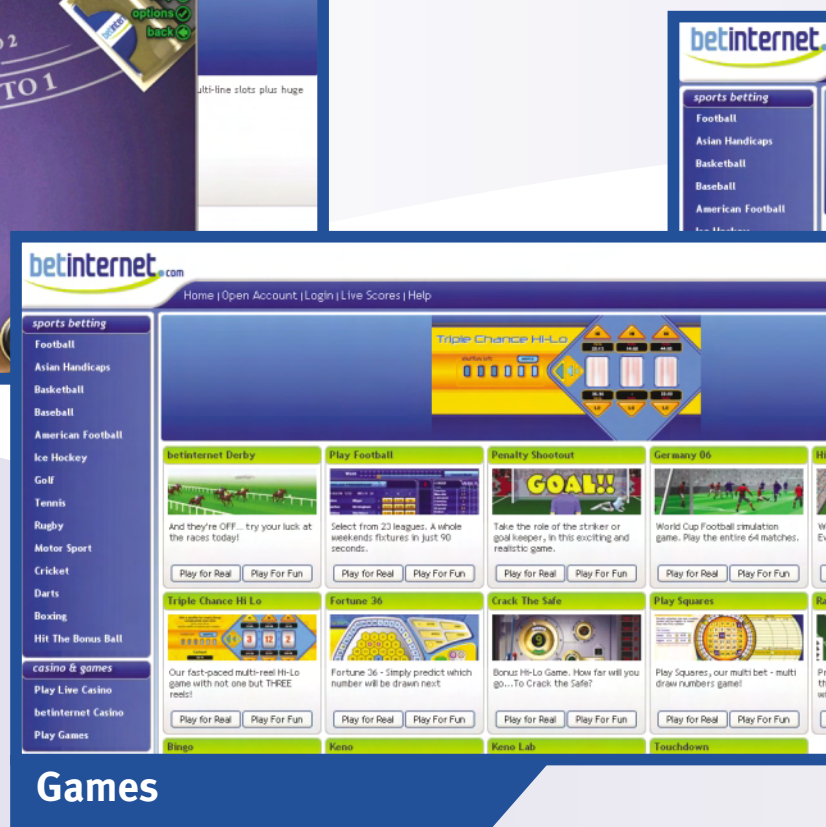 options
back
TO 1
ulti-line slots plus huge
betinternet
sports betting
Football
Asian Handicaps
Basketball
Baseball
American Football
betinternet.com
Home | Open Account | Login | Live Scores | Help
sports betting
Football
Asian Handicaps
Basketball
Baseball
American Football
Ice Hockey
Golf
Tennis
Rugby
Motor Sport
Cricket
Darts
Boxing
Hit The Bonus Ball
casino & games
Play Live Casino
betinternet Casino
Play Games
Triple Chance Hi-Lo
betinternet Derby
And they're OFF... try your luck at
the races today!
Play for Real Play For Fun
Play Football
Select from 23 leagues. A whole
weekends fixtures in just 90
seconds.
Play for Real Play For Fun
Penalty Shootout
GOAL!!
Take the role of the striker or
goal keeper, in this exciting and
realistic game.
Play for Real Play For Fun
Germany 06
World Cup Football simulation
game. Play the entire 64 matches.
Play for Real Play For Fun
Triple Chance Hi Lo
3 12 2
Our fast-paced multi-reel Hi-Lo
game with not one but THREE
reels!
Play for Real Play For Fun
Fortune 36
Fortune 36 - Simply predict which
number will be drawn next
Play for Real Play For Fun
Crack The Safe
9
Bonus Hi-Lo Game. How far will you
go...To Crack the Safe?
Play for Real Play For Fun
Play Squares
Play Squares, our multi bet - multi
draw numbers game!
Play for Real Play For Fun
Bingo
Keno
Keno Lab
Touchdown
Games